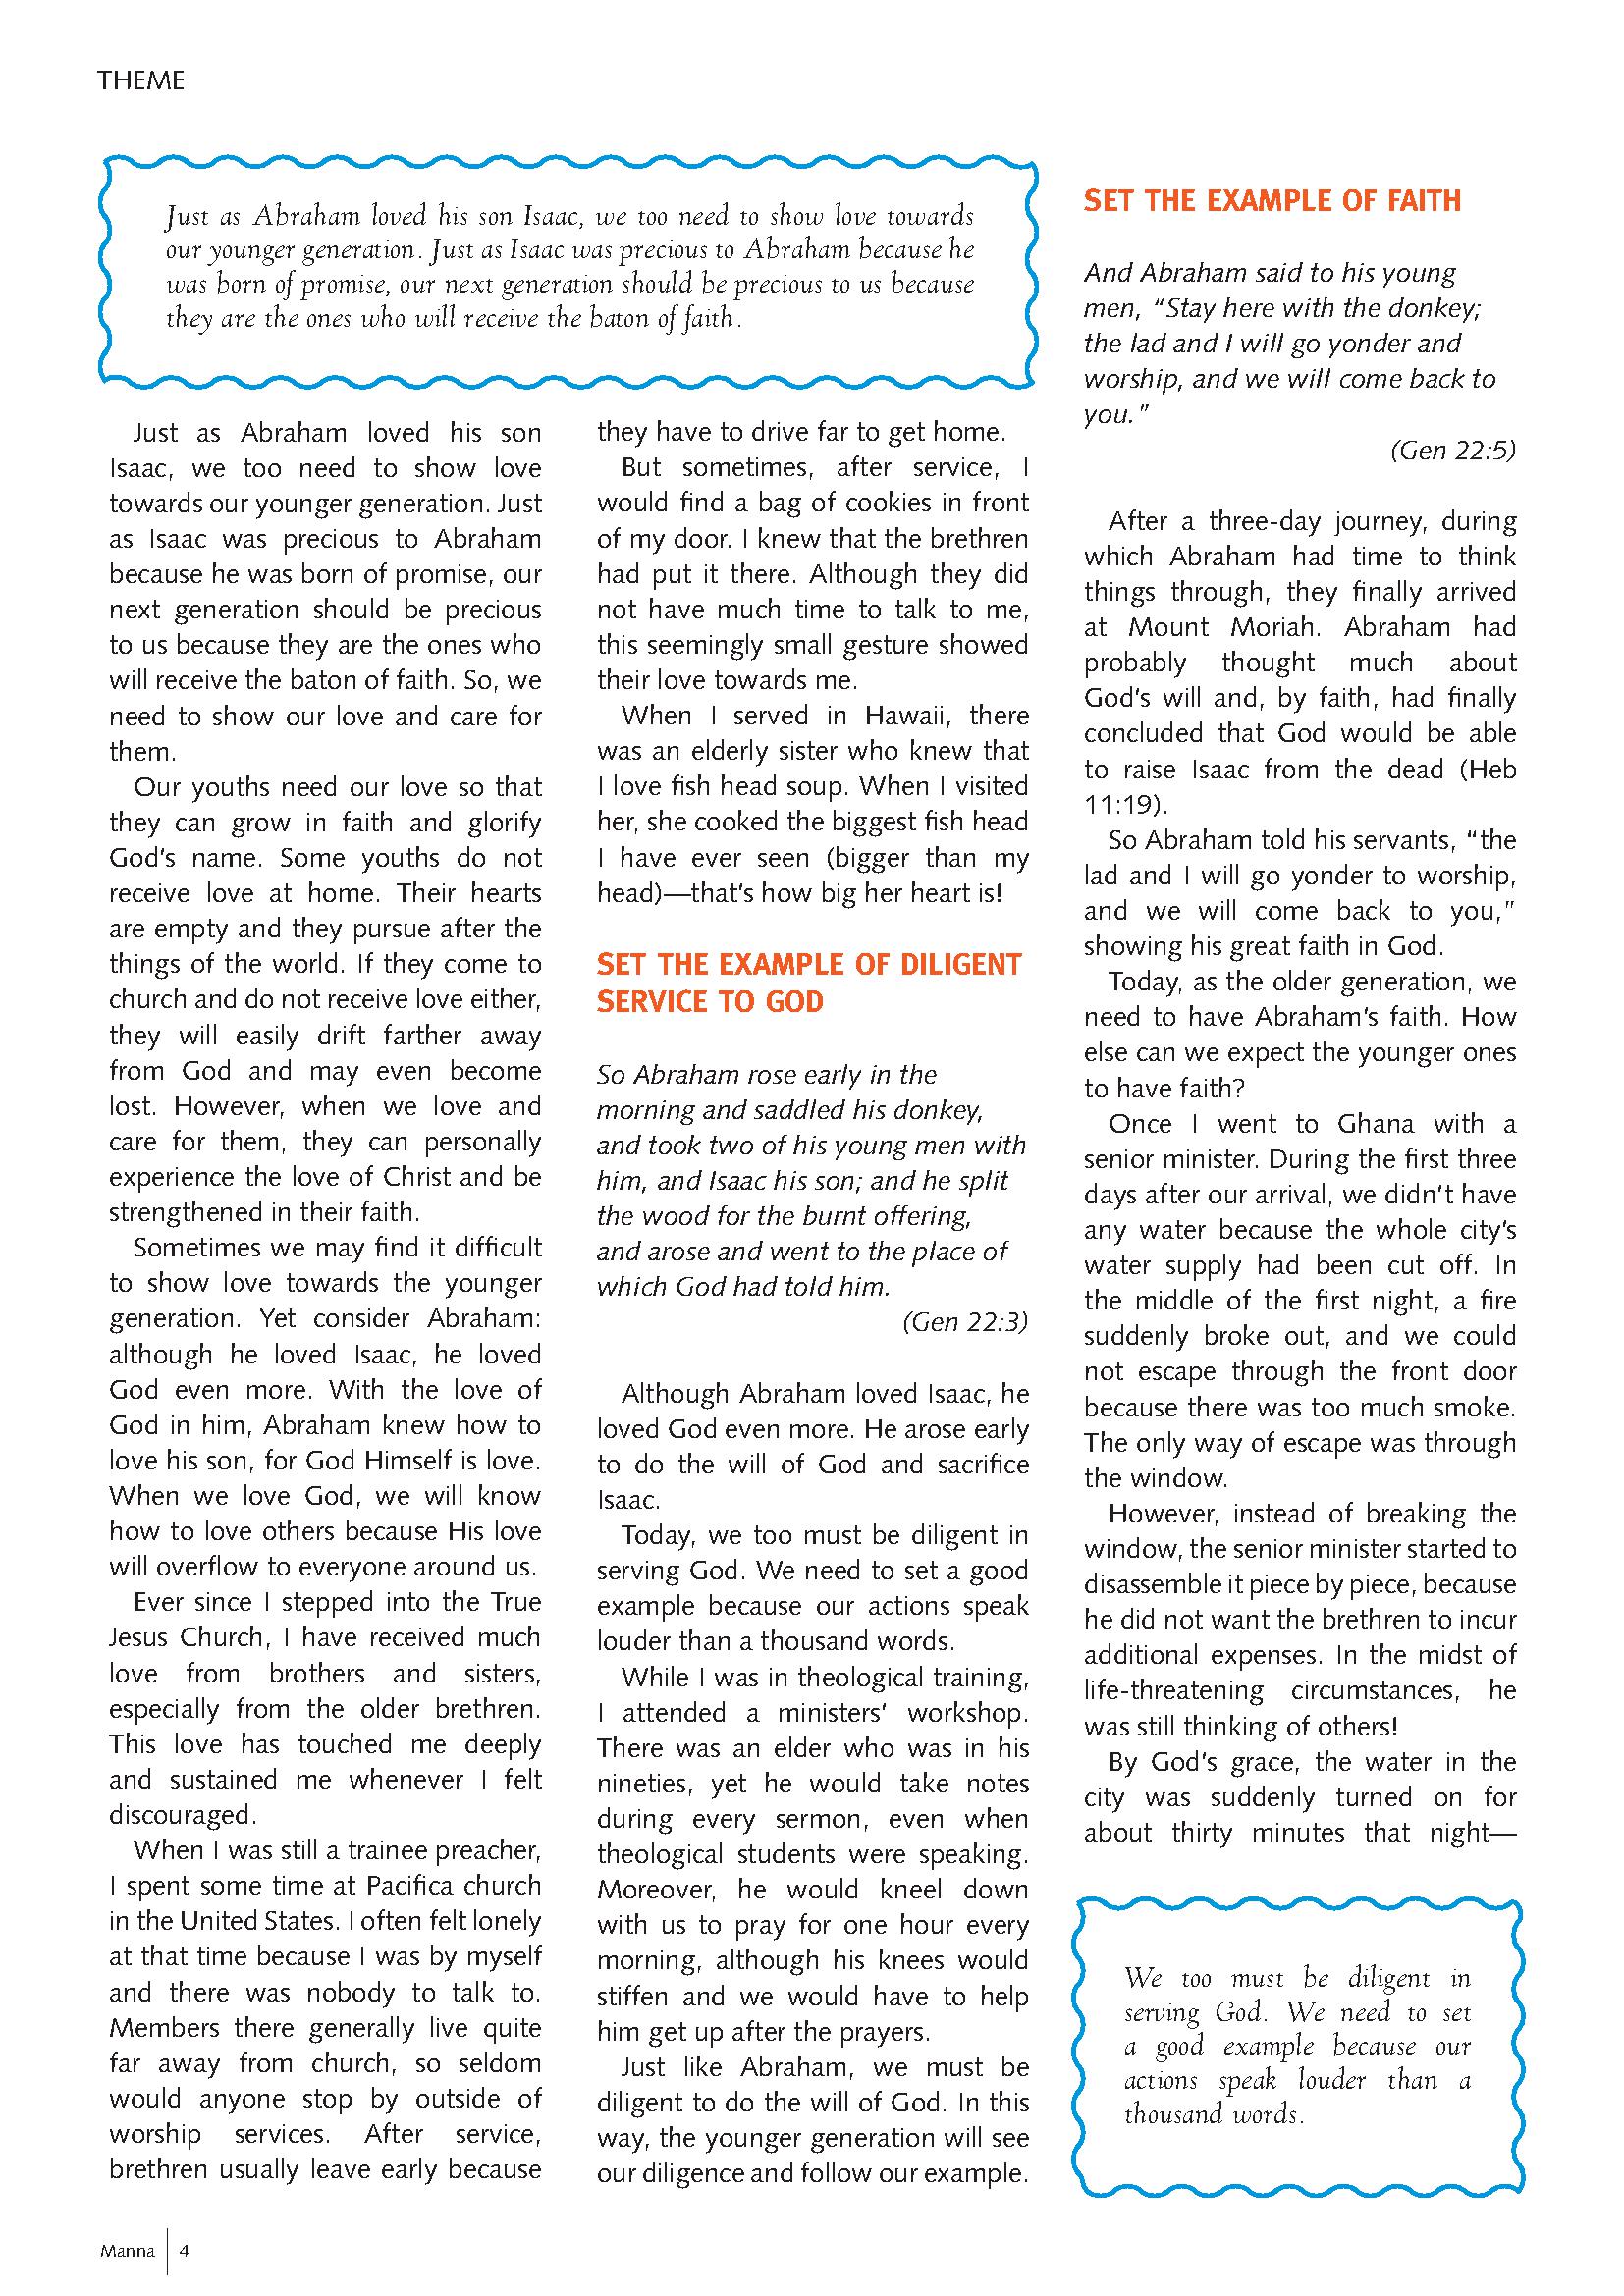 THEME
Just as Abraham loved his son Isaac, we too need to show love towards
our younger generation. Just as Isaac was precious to Abraham because he
was born of promise, our next generation should be precious to us because
they are the ones who will receive the baton of faith.
Just as Abraham loved his son
Isaac, we too need to show love
towards our younger generation. Just
as Isaac was precious to Abraham
because he was born of promise, our
next generation should be precious
to us because they are the ones who
will receive the baton of faith. So, we
need to show our love and care for
them.
Our youths need our love so that
they can grow in faith and glorify
God's name. Some youths do not
receive love at home. Their hearts
are empty and they pursue after the
things of the world. If they come to
church and do not receive love either,
they will easily drift farther away
from God and may even become
lost. However, when we love and
care for them, they can personally
experience the love of Christ and be
strengthened in their faith.
Sometimes we may find it difficult
to show love towards the younger
generation. Yet consider Abraham:
although he loved Isaac, he loved
God even more. With the love of
God in him, Abraham knew how to
love his son, for God Himself is love.
When we love God, we will know
how to love others because His love
will overflow to everyone around us.
Ever since I stepped into the True
Jesus Church, I have received much
love from brothers and sisters,
especially from the older brethren.
This love has touched me deeply
and sustained me whenever I felt
discouraged.
When I was still a trainee preacher,
I spent some time at Pacifica church
in the United States. I often felt lonely
at that time because I was by myself
and there was nobody to talk to.
Members there generally live quite
far away from church, so seldom
would anyone stop by outside of
worship services. After service,
brethren usually leave early because
they have to drive far to get home.
But sometimes, after service, I
would find a bag of cookies in front
of my door. I knew that the brethren
had put it there. Although they did
not have much time to talk to me,
this seemingly small gesture showed
their love towards me.
When I served in Hawaii, there
was an elderly sister who knew that
I love fish head soup. When I visited
her, she cooked the biggest fish head
I have ever seen (bigger than my
head)—that's how big her heart is!
SET THE EXAMPLE OF DILIGENT
SERVICE TO GOD
So Abraham rose early in the
morning and saddled his donkey,
and took two of his young men with
him, and Isaac his son; and he split
the wood for the burnt offering,
and arose and went to the place of
which God had told him.
(Gen 22:3)
Although Abraham loved Isaac, he
loved God even more. He arose early
to do the will of God and sacrifice
Isaac.
Today, we too must be diligent in
serving God. We need to set a good
example because our actions speak
louder than a thousand words.
While I was in theological training,
I attended a ministers' workshop.
There was an elder who was in his
nineties, yet he would take notes
during every sermon, even when
theological students were speaking.
Moreover, he would kneel down
with us to pray for one hour every
morning, although his knees would
stiffen and we would have to help
him get up after the prayers.
Just like Abraham, we must be
diligent to do the will of God. In this
way, the younger generation will see
our diligence and follow our example.
SET THE EXAMPLE OF FAITH
And Abraham said to his young
men, "Stay here with the donkey;
the lad and I will go yonder and
worship, and we will come back to
you."
(Gen 22:5)
After a three-day journey, during
which Abraham had time to think
things through, they finally arrived
at Mount Moriah. Abraham had
probably thought much about
God's will and, by faith, had finally
concluded that God would be able
to raise Isaac from the dead (Heb
11:19).
So Abraham told his servants, "the
lad and I will go yonder to worship,
and we will come back to you,"
showing his great faith in God.
Today, as the older generation, we
need to have Abraham's faith. How
else can we expect the younger ones
to have faith?
Once I went to Ghana with a
senior minister. During the first three
days after our arrival, we didn't have
any water because the whole city's
water supply had been cut off. In
the middle of the first night, a fire
suddenly broke out, and we could
not escape through the front door
because there was too much smoke.
The only way of escape was through
the window.
However, instead of breaking the
window, the senior minister started to
disassemble it piece by piece, because
he did not want the brethren to incur
additional expenses. In the midst of
life-threatening circumstances, he
was still thinking of others!
By God's grace, the water in the
city was suddenly turned on for
about thirty minutes that night—
We too must be diligent in
serving God. We need to set
a good example because our
actions speak louder than a
thousand words.
Manna 4